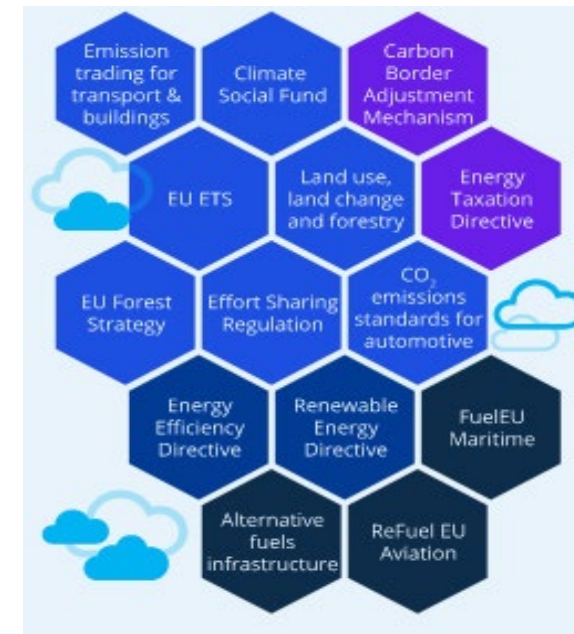 Emission
trading for
transport &
buildings
Climate
Social Fund
Carbon
Border
Adjustment
Mechanism
EU ETS
Land use,
land change
and forestry
Energy
Taxation
Directive
EU Forest
Strategy
Effort Sharing
Regulation
CO₂
emissions
standards for
automotive
Energy
Efficiency
Directive
Renewable
Energy
Directive
FuelEU
Maritime
Alternative
fuels
infrastructure
ReFuel EU
Aviation